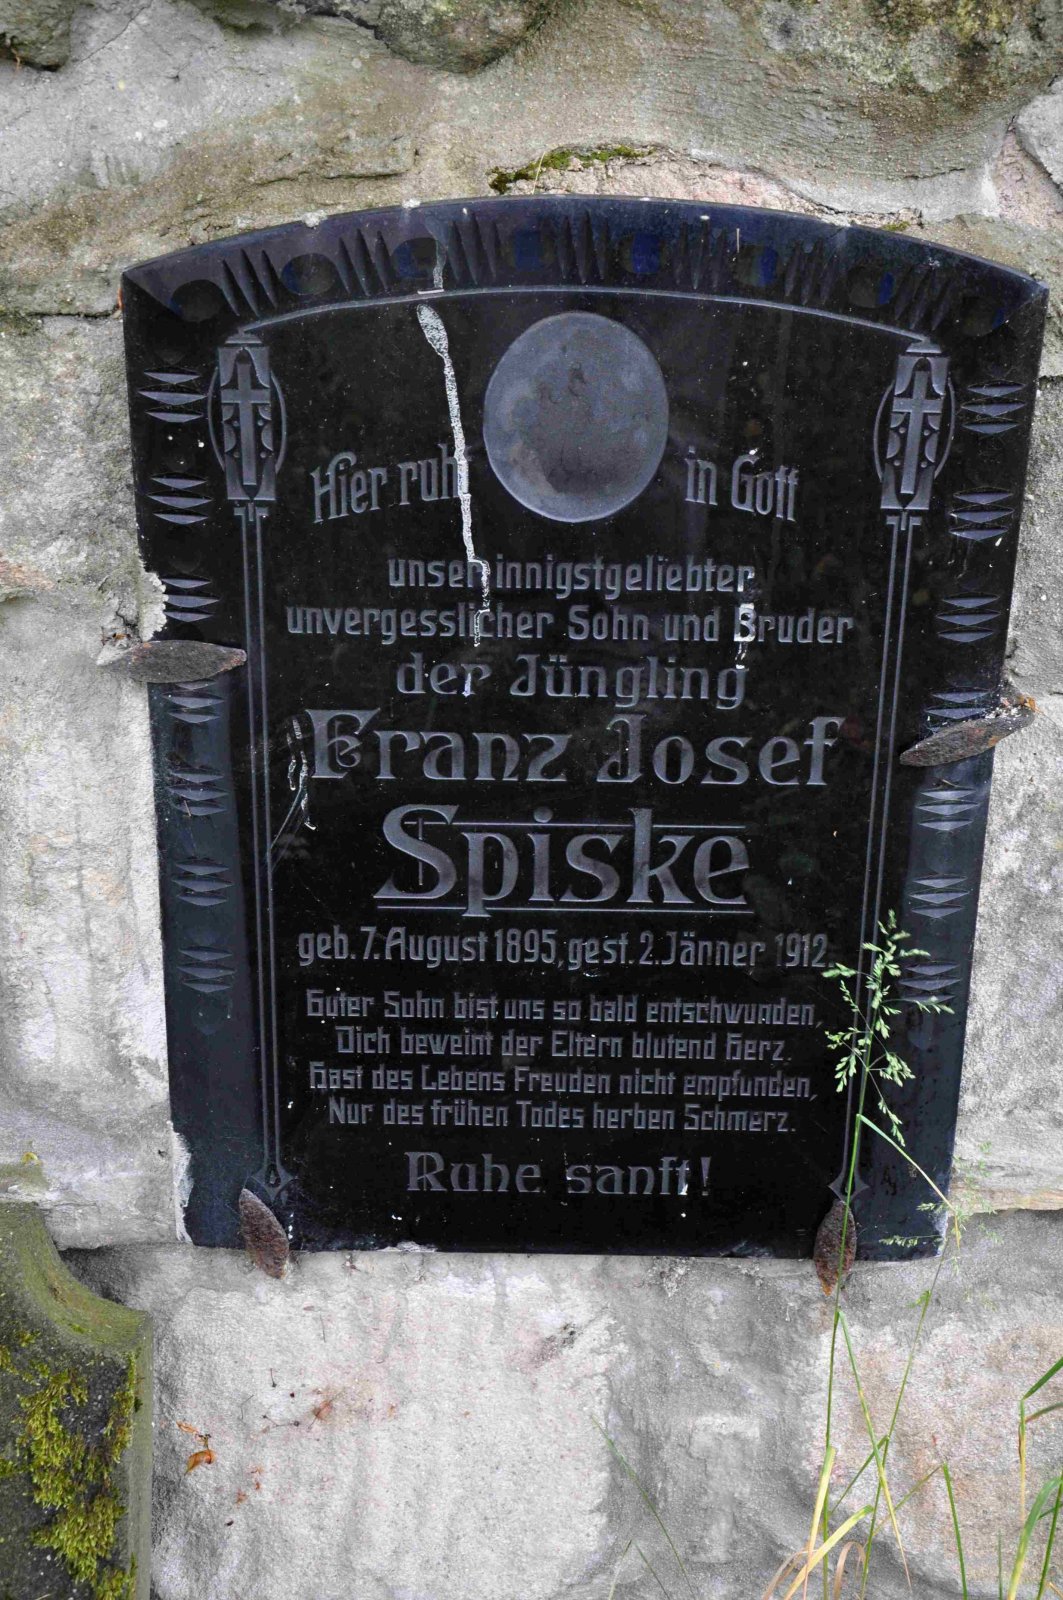 Hier ruht in Gott
unser innigstgeliebter
unvergesslicher Sohn und Bruder
der Jüngling
Franz Josef
Spiske
geb. 7. August 1895, gest. 2. Jänner 1912.
Guter Sohn bist uns so bald entschwunden,
Dich beweint der Eltern blutend Herz.
Hast des Lebens Freuden nicht empfunden,
Nur des frühen Todes herben Schmerz.
Ruhe sanft!